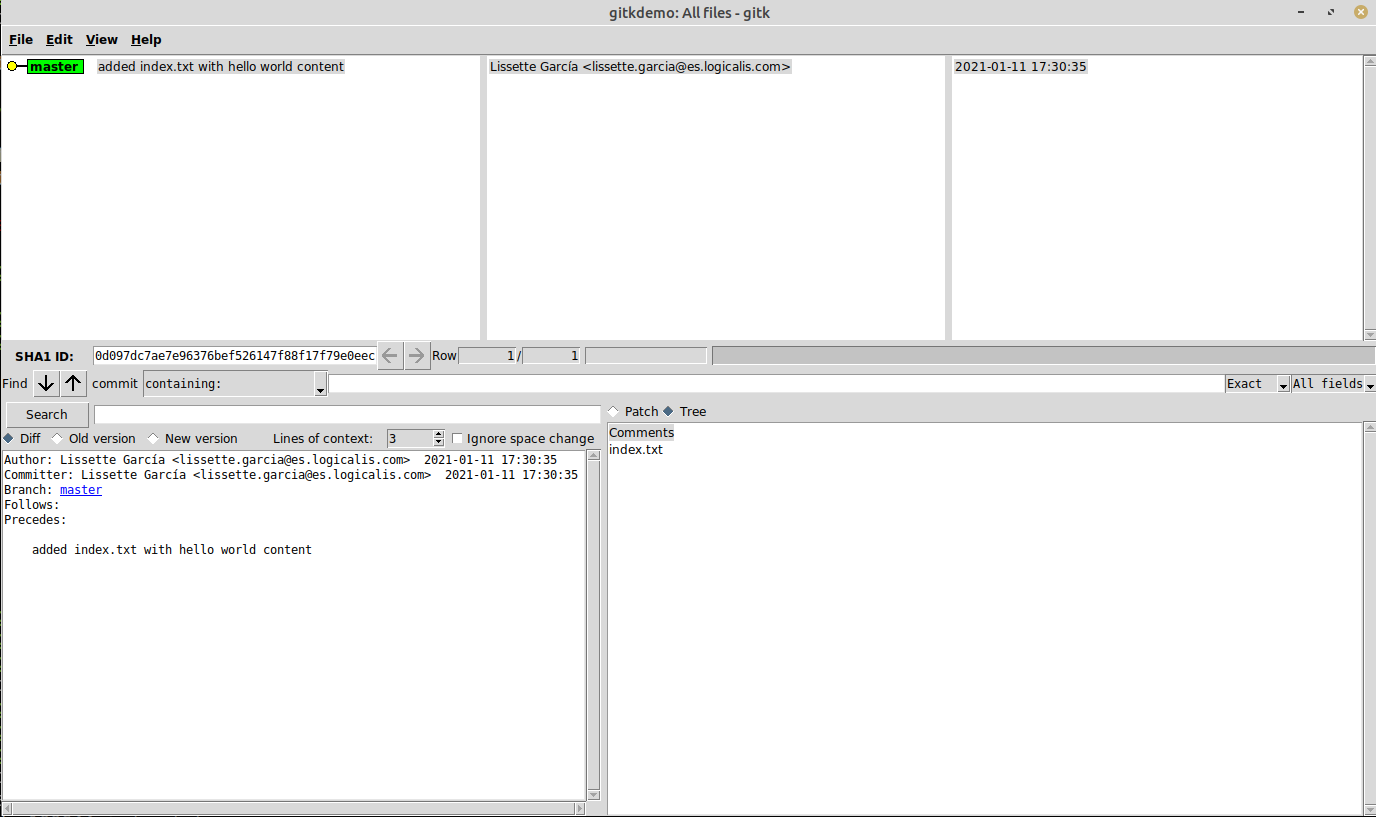 gitkdemo: All files - gitk
File Edit View Help
master added index.txt with hello world content Lissette García <lissette.garcia@es.logicalis.com> 2021-01-11 17:30:35
SHA1 ID: 0d097dc7ae7e96376bef526147f88f17f79e0eec Row 1 / 1
Find commit containing: Exact All fields
Search
Patch Tree
Diff Old version New version Lines of context: 3 Ignore space change
Author: Lissette García <lissette.garcia@es.logicalis.com> 2021-01-11 17:30:35
Committer: Lissette García <lissette.garcia@es.logicalis.com> 2021-01-11 17:30:35
Branch: master
Follows:
Precedes:
added index.txt with hello world content
Comments
index.txt